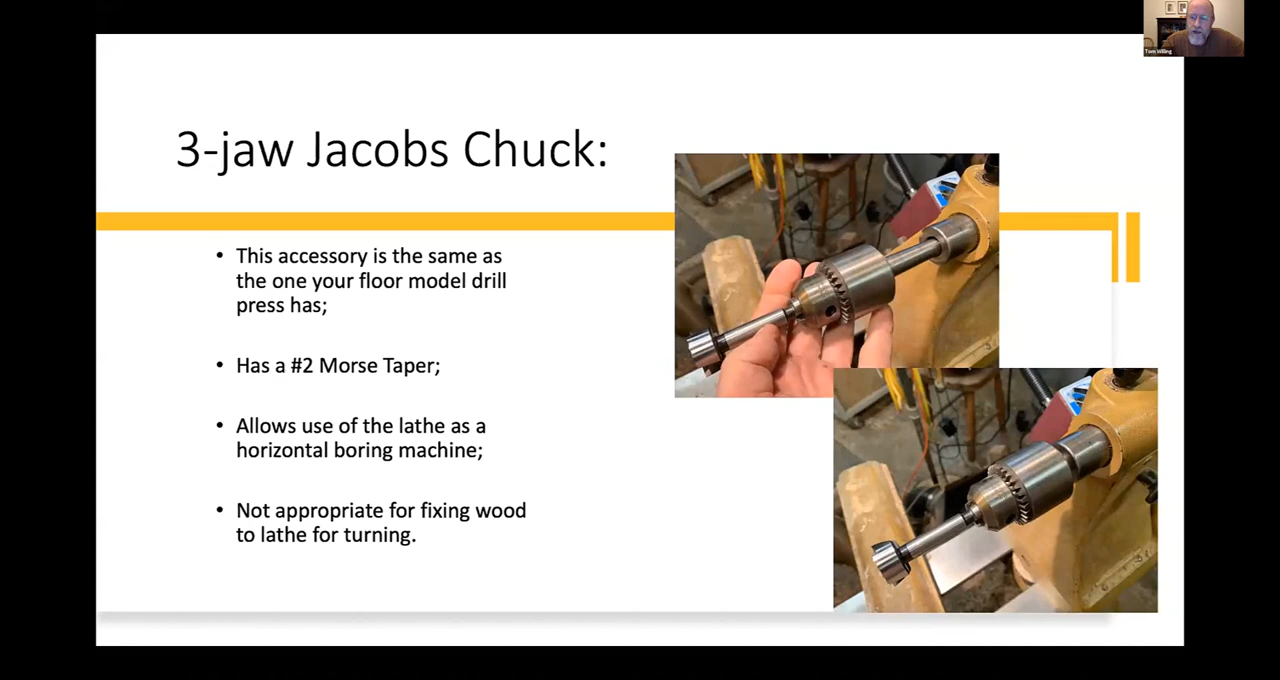 Tom Willing
3-jaw Jacobs Chuck:
• This accessory is the same as
the one your floor model drill
press has;
• Has a #2 Morse Taper;
• Allows use of the lathe as a
horizontal boring machine;
• Not appropriate for fixing wood
to lathe for turning.